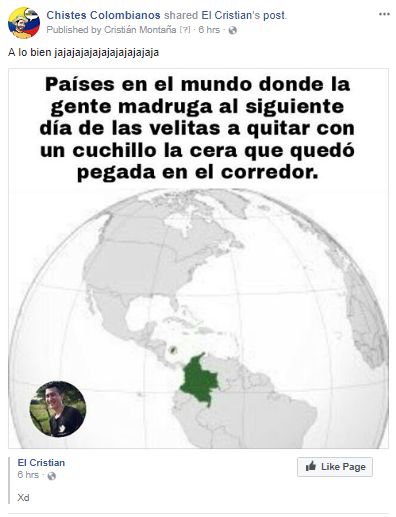 Chistes Colombianos shared El Cristian's post.
Published by Cristián Montaña [?] · 6 hrs ·
A lo bien jajajajajajajajajajaja
Países en el mundo donde la
gente madruga al siguiente
día de las velitas a quitar con
un cuchillo la cera que quedó
pegada en el corredor.
El Cristian
6 hrs ·
Like Page
Xd